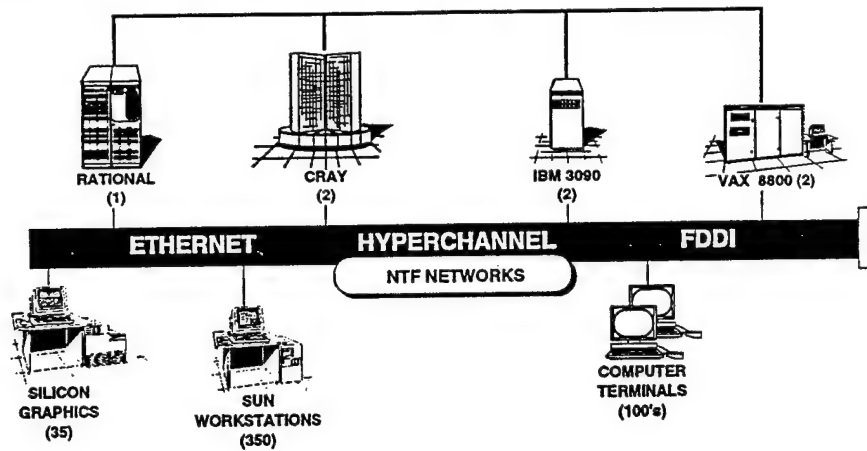 RATIONAL
(1)
CRAY
(2)
IBM 3090
(2)
VAX 8800 (2)
ETHERNET HYPERCHANNEL FDDI
NTF NETWORKS
SILICON
GRAPHICS
(35)
SUN
WORKSTATIONS
(350)
COMPUTER
TERMINALS
(100's)